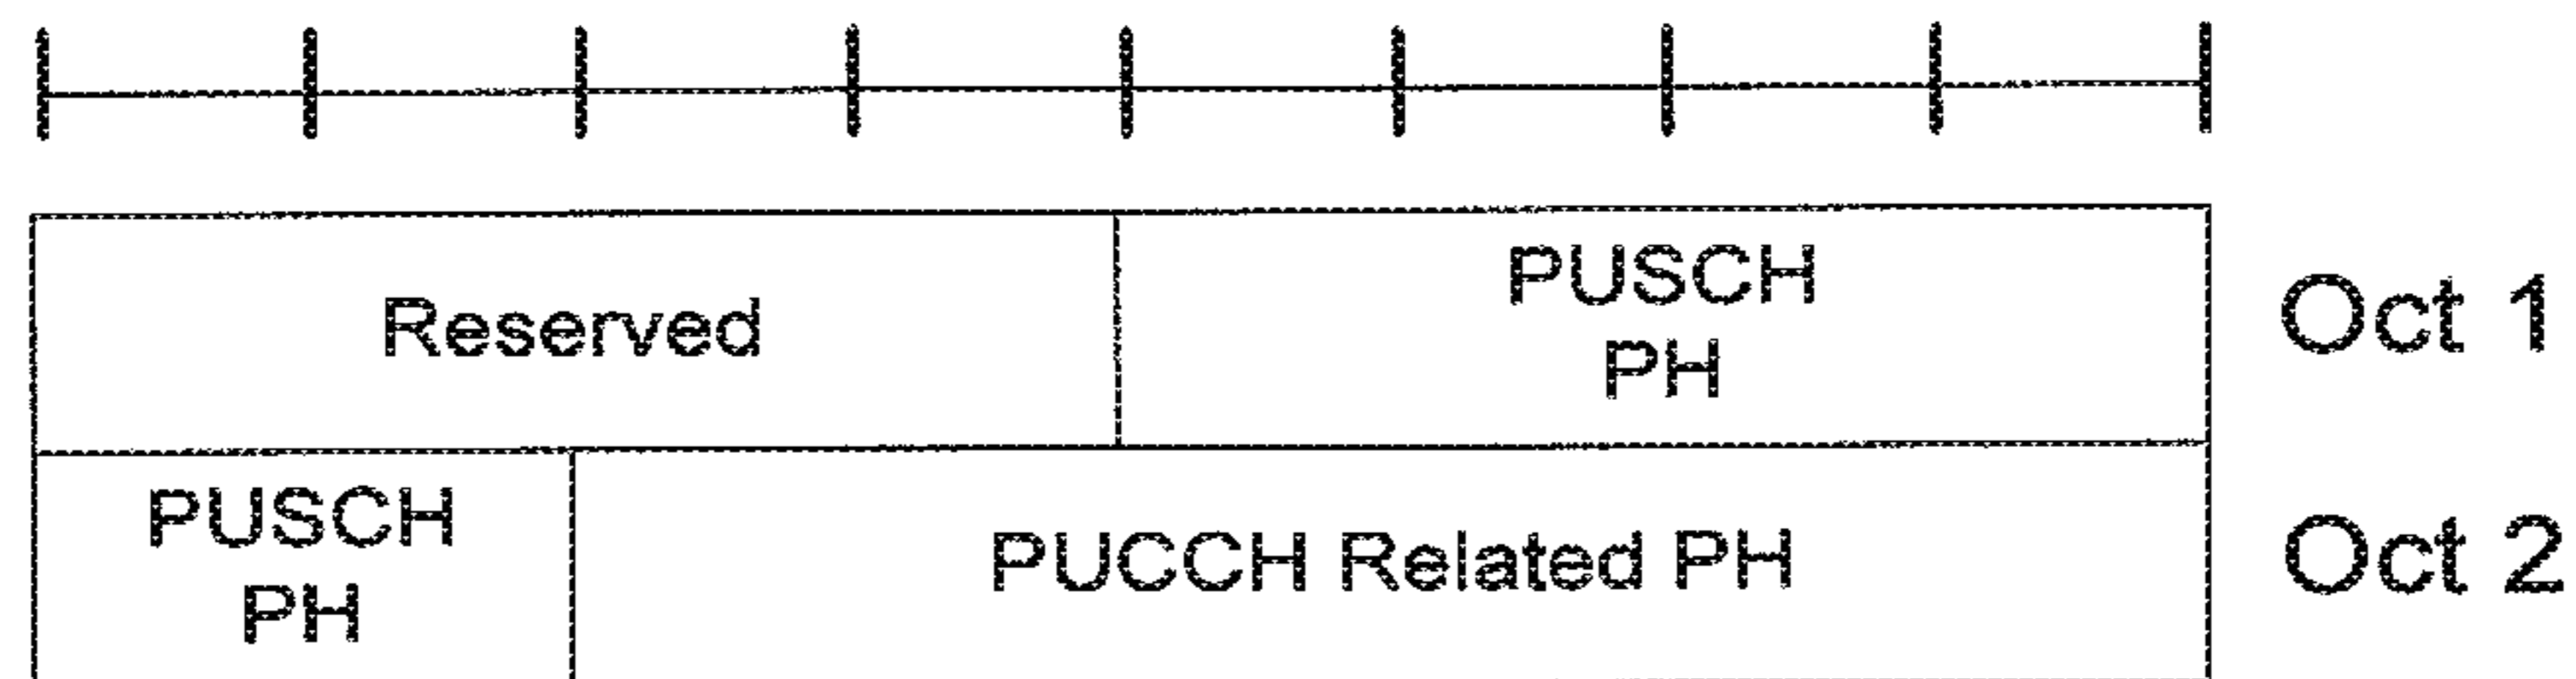 PUSCH
PH
Reserved
Oct 1
PUSCH
PH
PUCCH Related PH
Oct 2